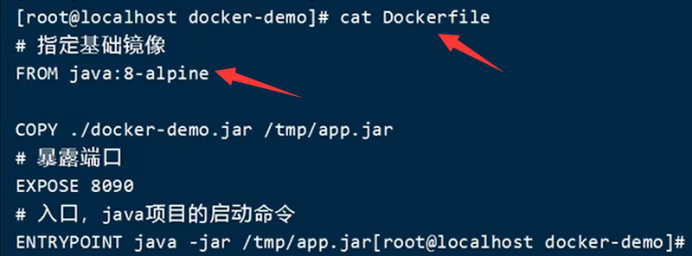 [root@localhost docker-demo]# cat Dockerfile
# 指定基础镜像
FROM java:8-alpine
COPY ./docker-demo.jar /tmp/app.jar
# 暴露端口
EXPOSE 8090
# 入口，java项目的启动命令
ENTRYPOINT java -jar /tmp/app.jar[root@localhost docker-demo]#